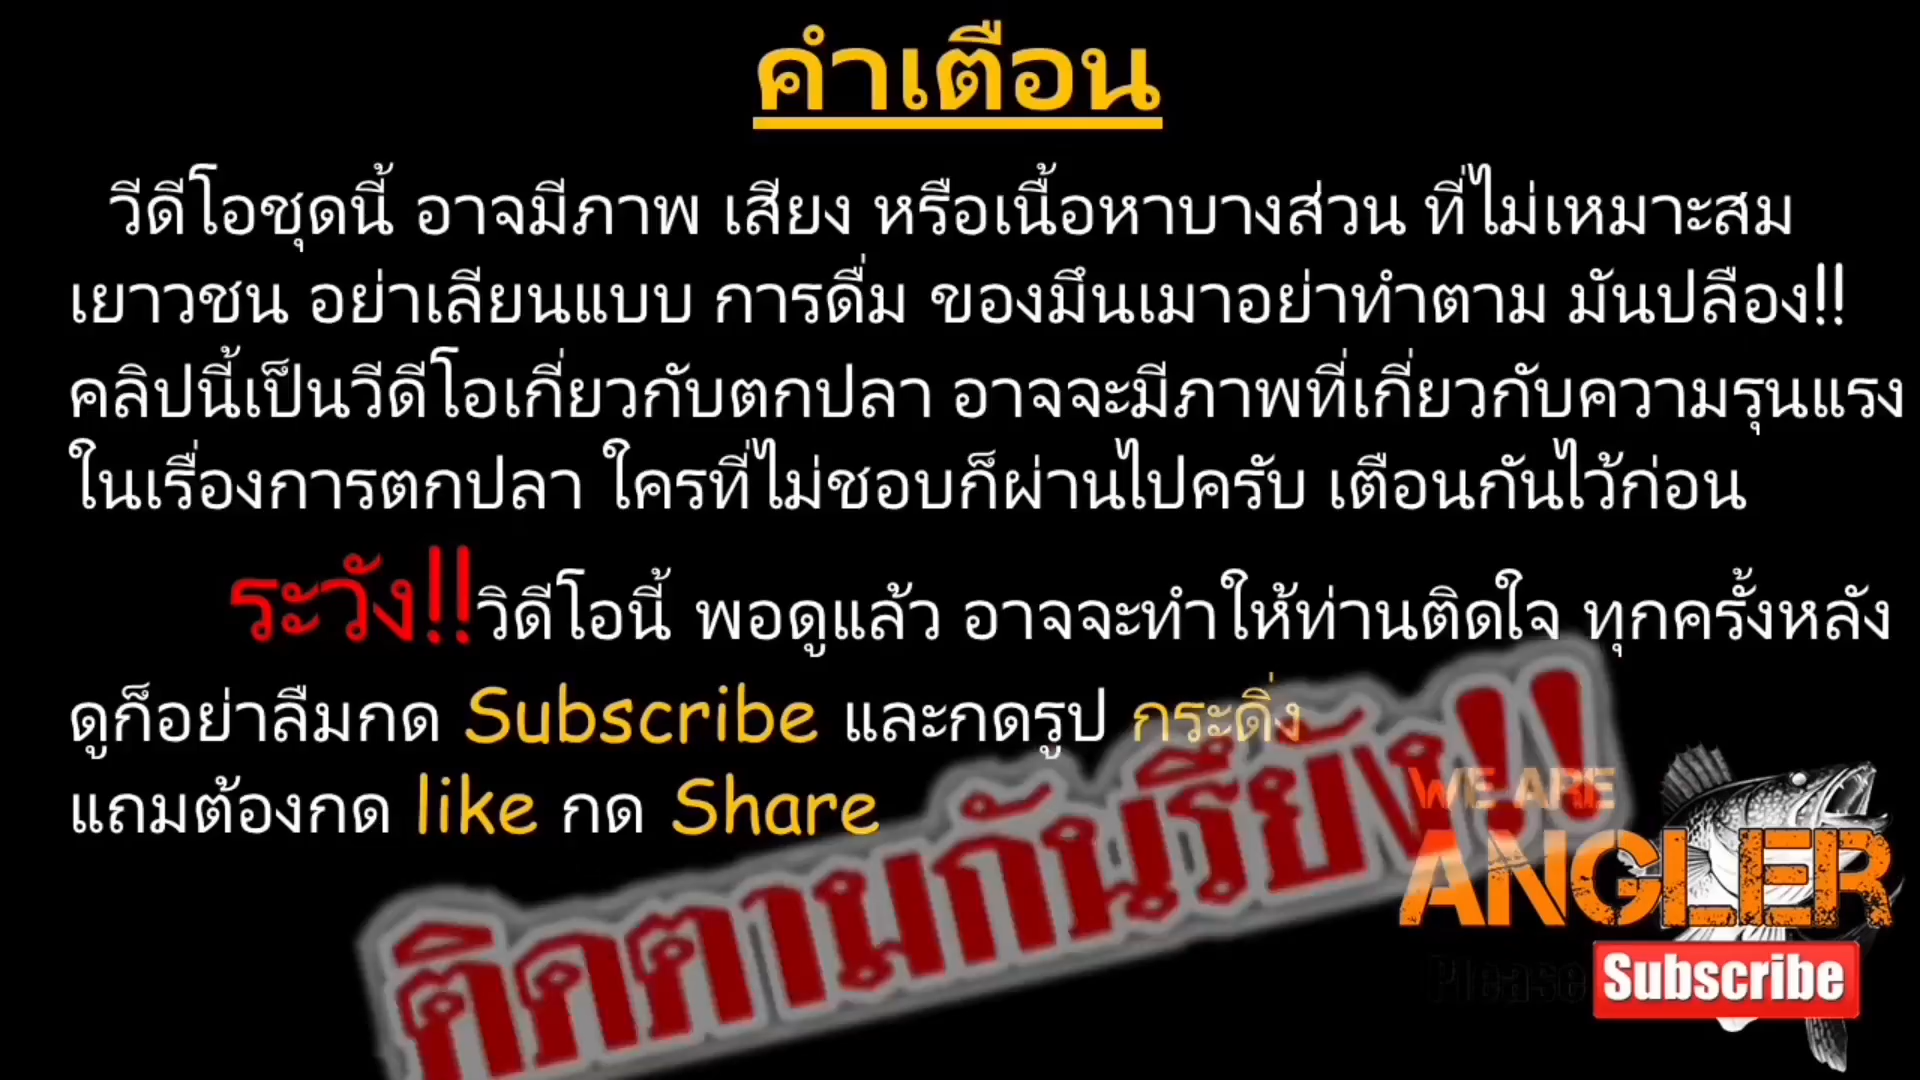 คำเตือน
วีดีโอชุดนี้ อาจมีภาพ เสียง หรือเนื้อหาบางส่วน ที่ไม่เหมาะสม
เยาวชน อย่าเลียนแบบ การดื่ม ของมึนเมาอย่าทำตาม มันปลือง!!
คลิปนี้เป็นวีดีโอเกี่ยวกับตกปลา อาจจะมีภาพที่เกี่ยวกับความรุนแรง
ในเรื่องการตกปลา ใครที่ไม่ชอบก็ผ่านไปครับ เตือนกันไว้ก่อน
ระวัง!!วิดีโอนี้ พอดูแล้ว อาจจะทำให้ท่านติดใจ ทุกครั้งหลัง
ดูก็อย่าลืมกด Subscribe และกดรูป กระดิ่ง
แถมต้องกด like กด Share
ติดตามกันรึยัง!!
WE ARE
ANGLER
Please Subscribe